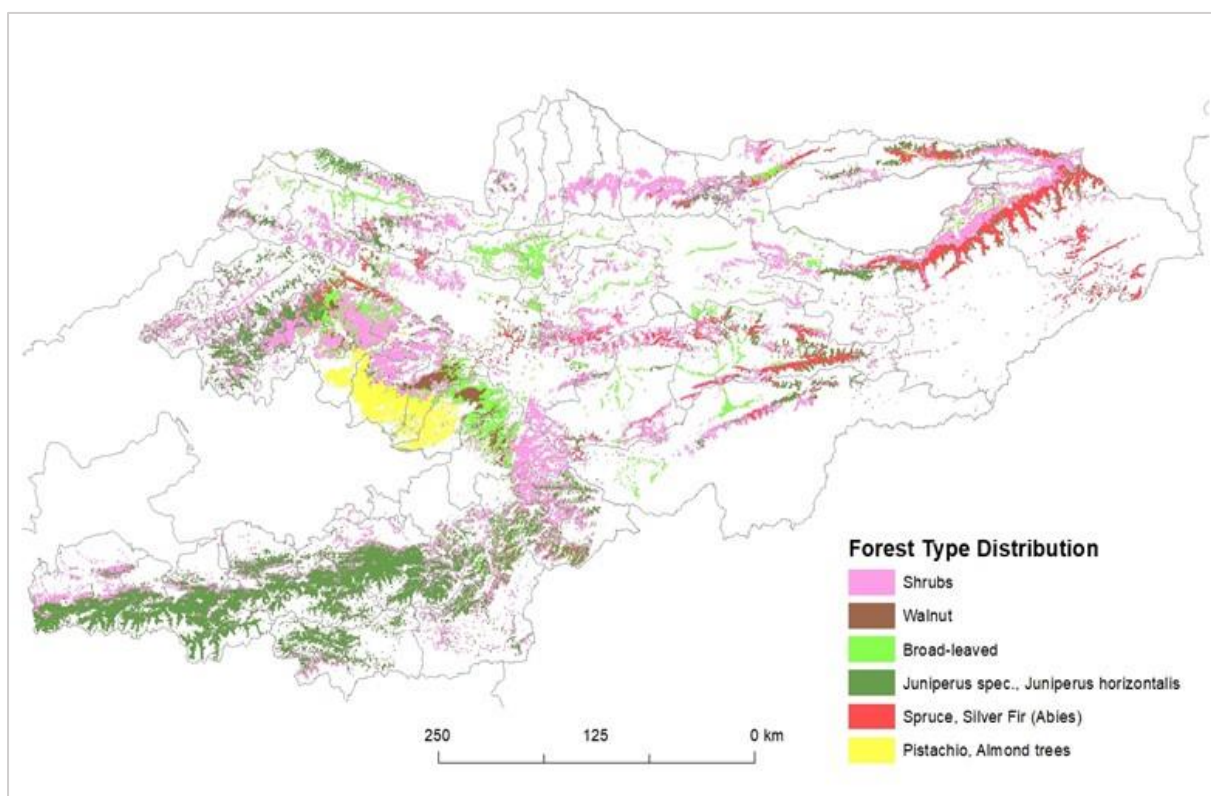 Forest Type Distribution
Shrubs
Walnut
Broad-leaved
Juniperus spec., Juniperus horizontalis
Spruce, Silver Fir (Abies)
Pistachio, Almond trees
250 125 0 km